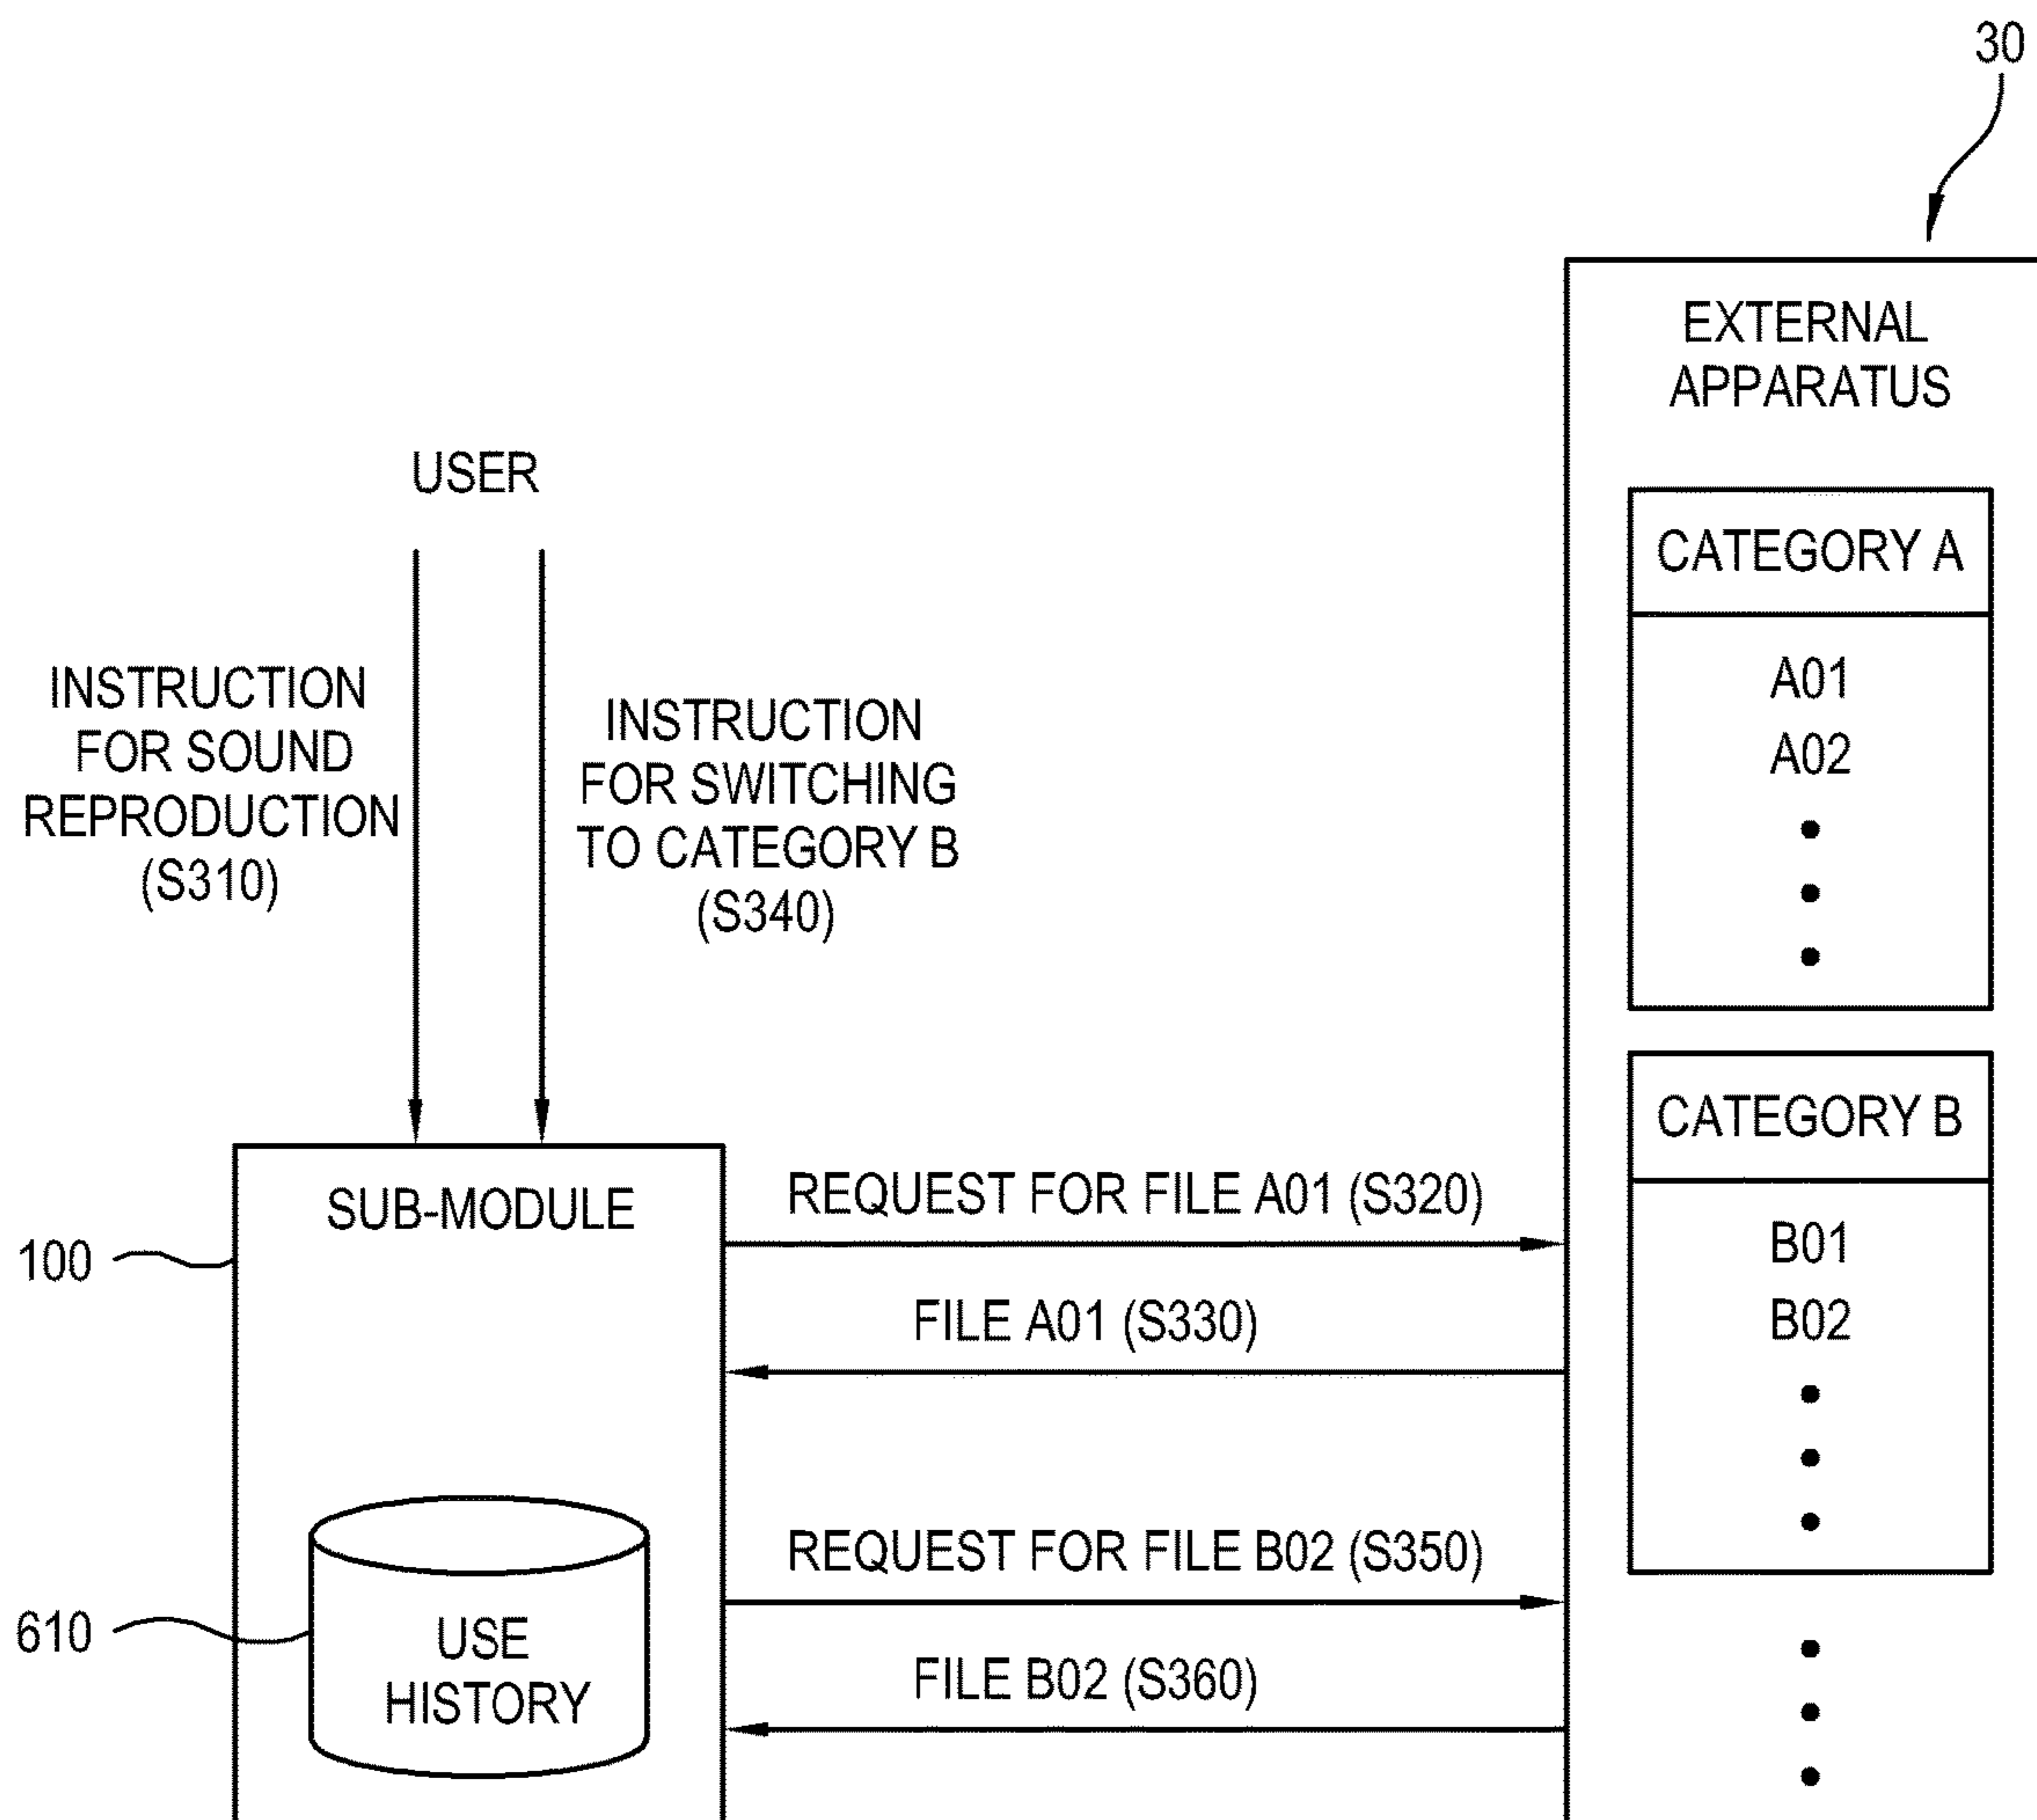 30
EXTERNAL
APPARATUS
USER
CATEGORY A
A01
A02
INSTRUCTION
FOR SOUND
REPRODUCTION
(S310)
INSTRUCTION
FOR SWITCHING
TO CATEGORY B
(S340)
CATEGORY B
B01
B02
SUB-MODULE
100
REQUEST FOR FILE A01 (S320)
FILE A01 (S330)
REQUEST FOR FILE B02 (S350)
FILE B02 (S360)
610
USE
HISTORY